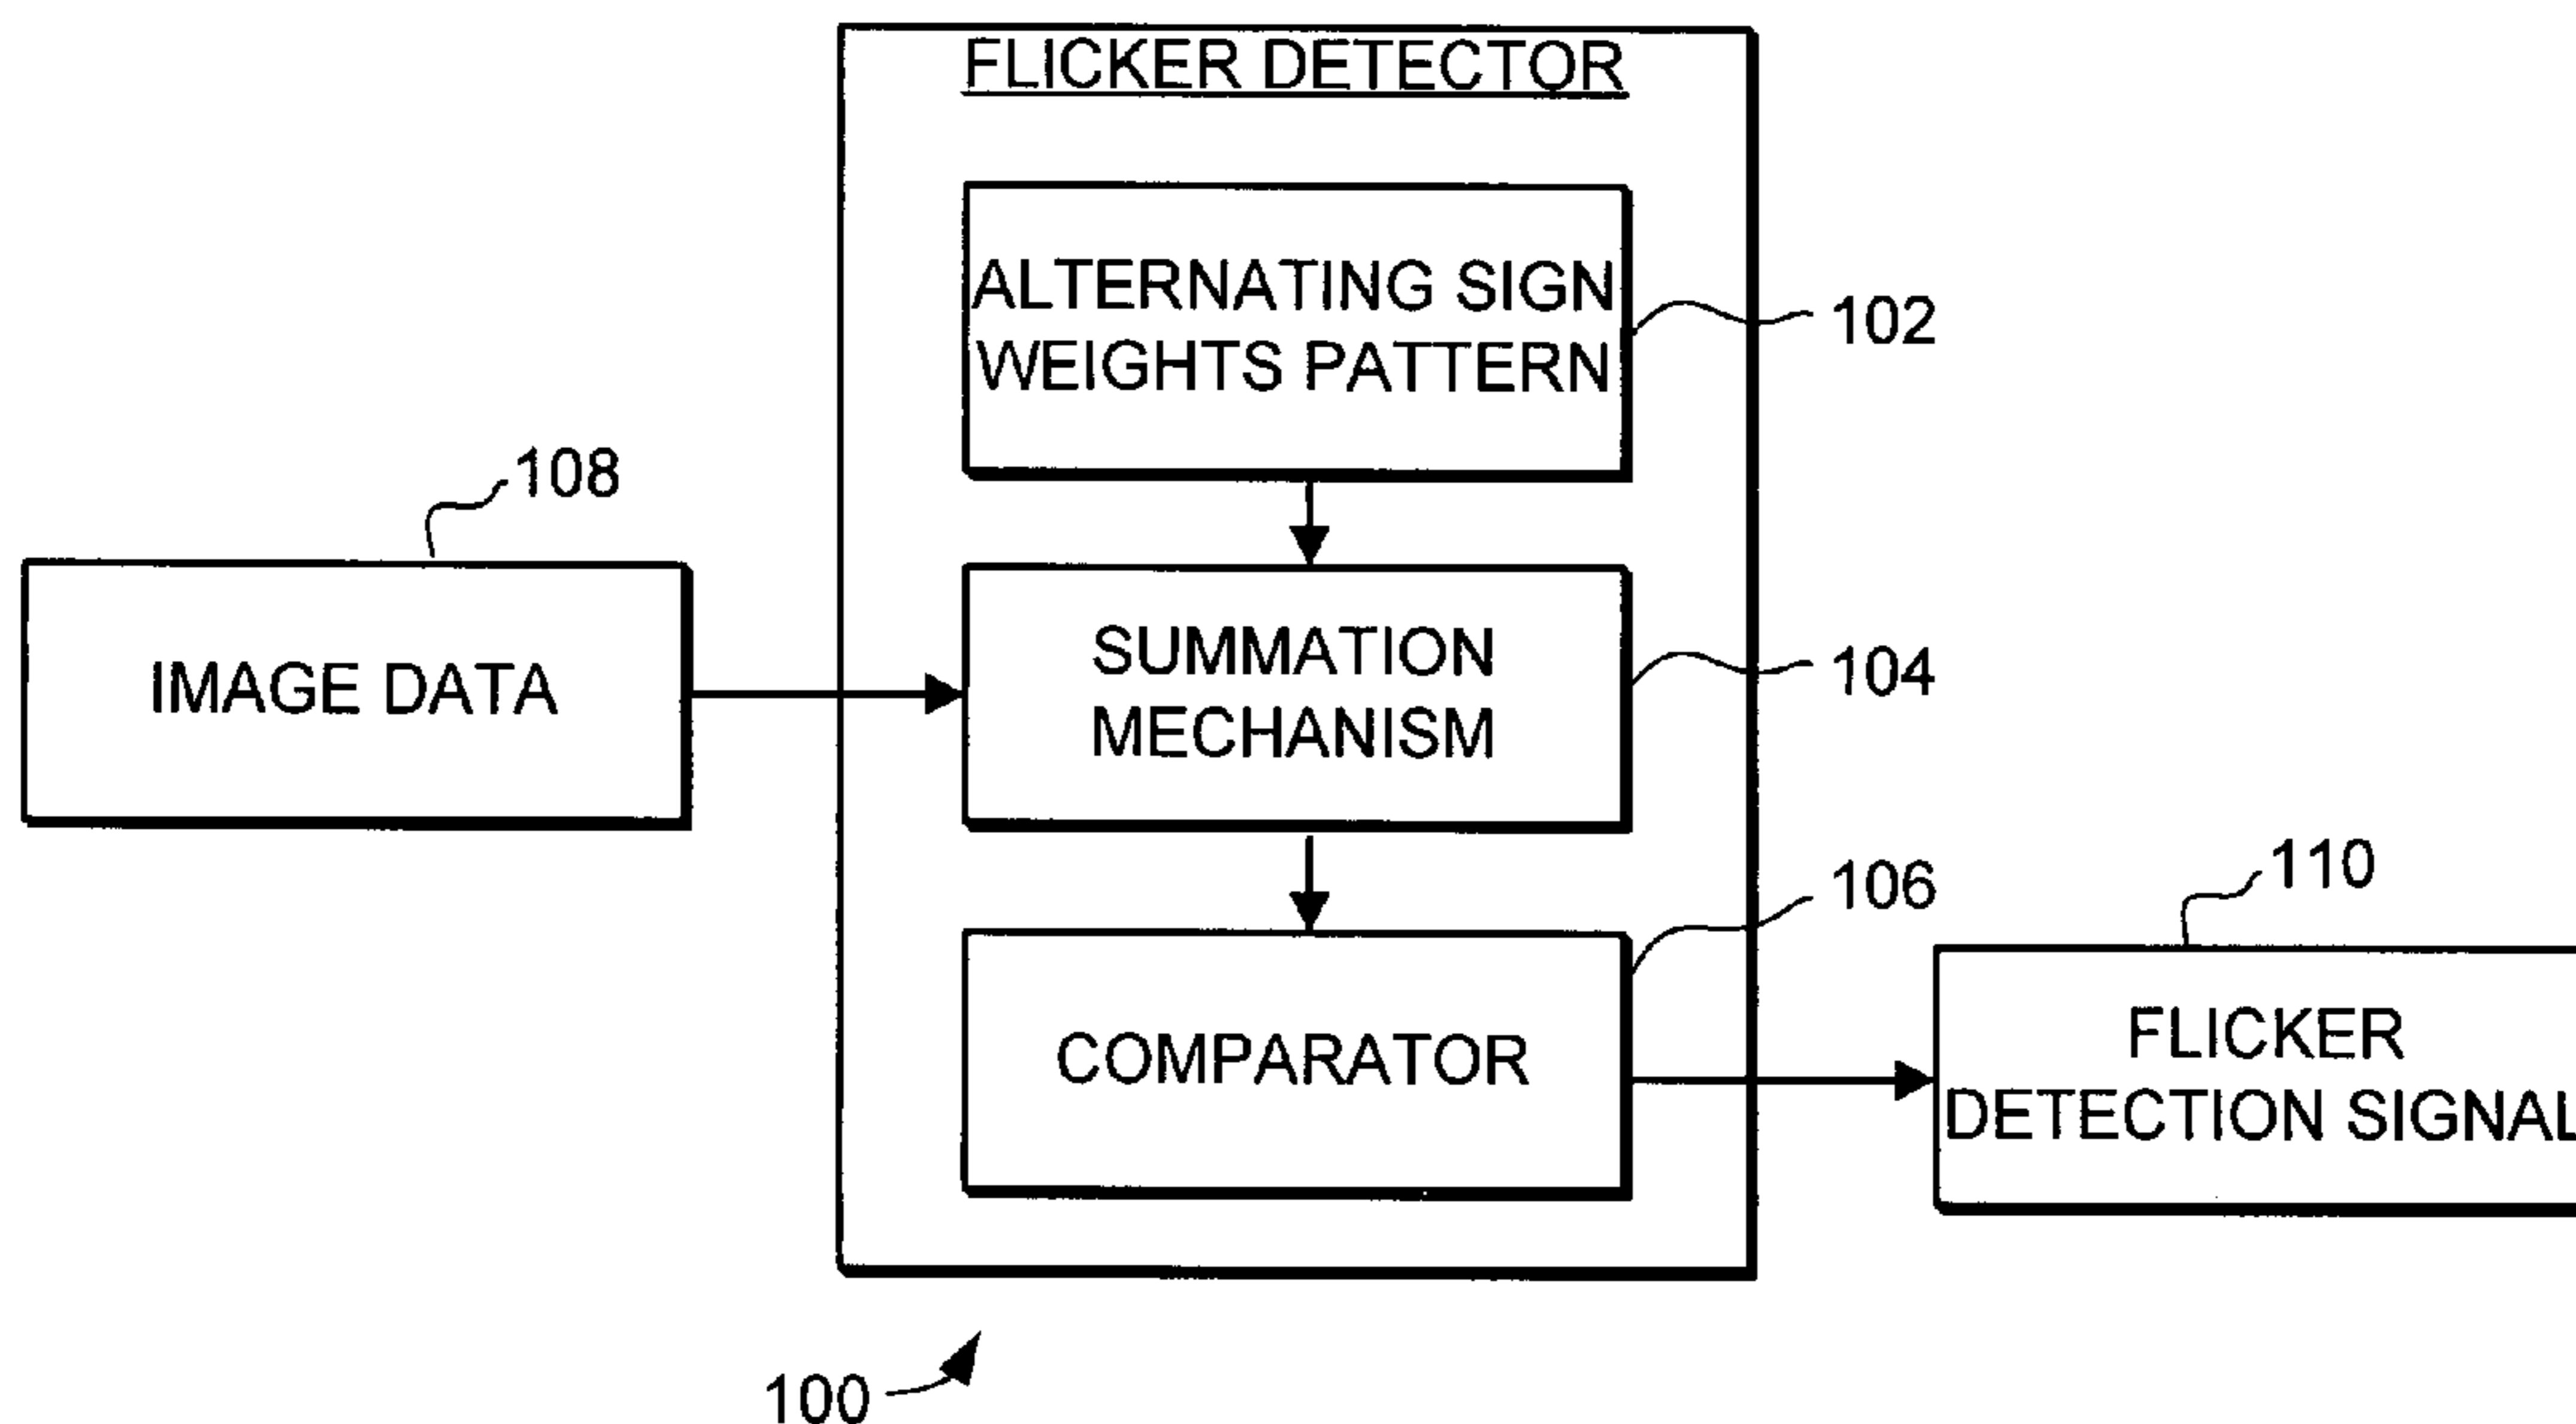 FLICKER DETECTOR
ALTERNATING SIGN
WEIGHTS PATTERN
102
108
IMAGE DATA
SUMMATION
MECHANISM
104
106
COMPARATOR
110
FLICKER
DETECTION SIGNAL
100